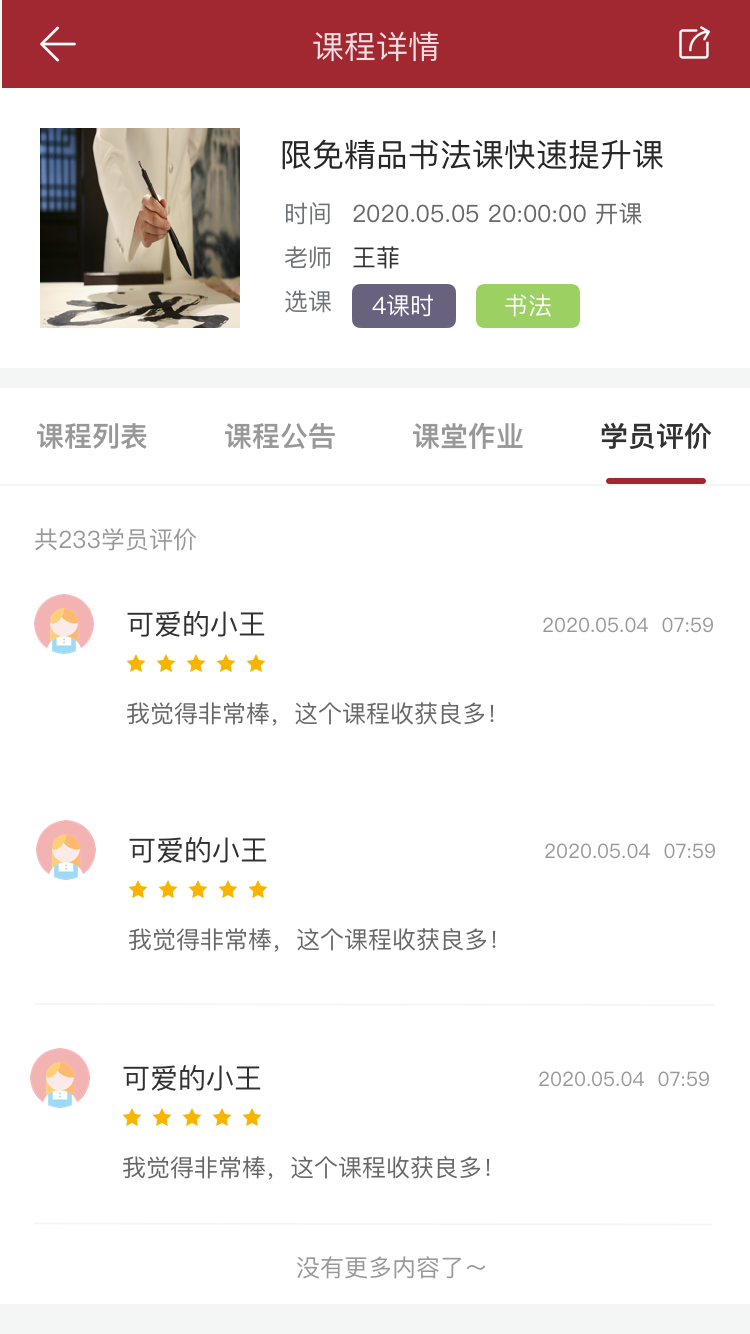 课程详情
限免精品书法课快速提升课
时间 2020.05.05 20:00:00 开课
老师 王菲
选课 4课时 书法
课程列表 课程公告 课堂作业 学员评价
共233学员评价
可爱的小王 2020.05.04 07:59
我觉得非常棒，这个课程收获良多！
可爱的小王 2020.05.04 07:59
我觉得非常棒，这个课程收获良多！
可爱的小王 2020.05.04 07:59
我觉得非常棒，这个课程收获良多！
没有更多内容了～